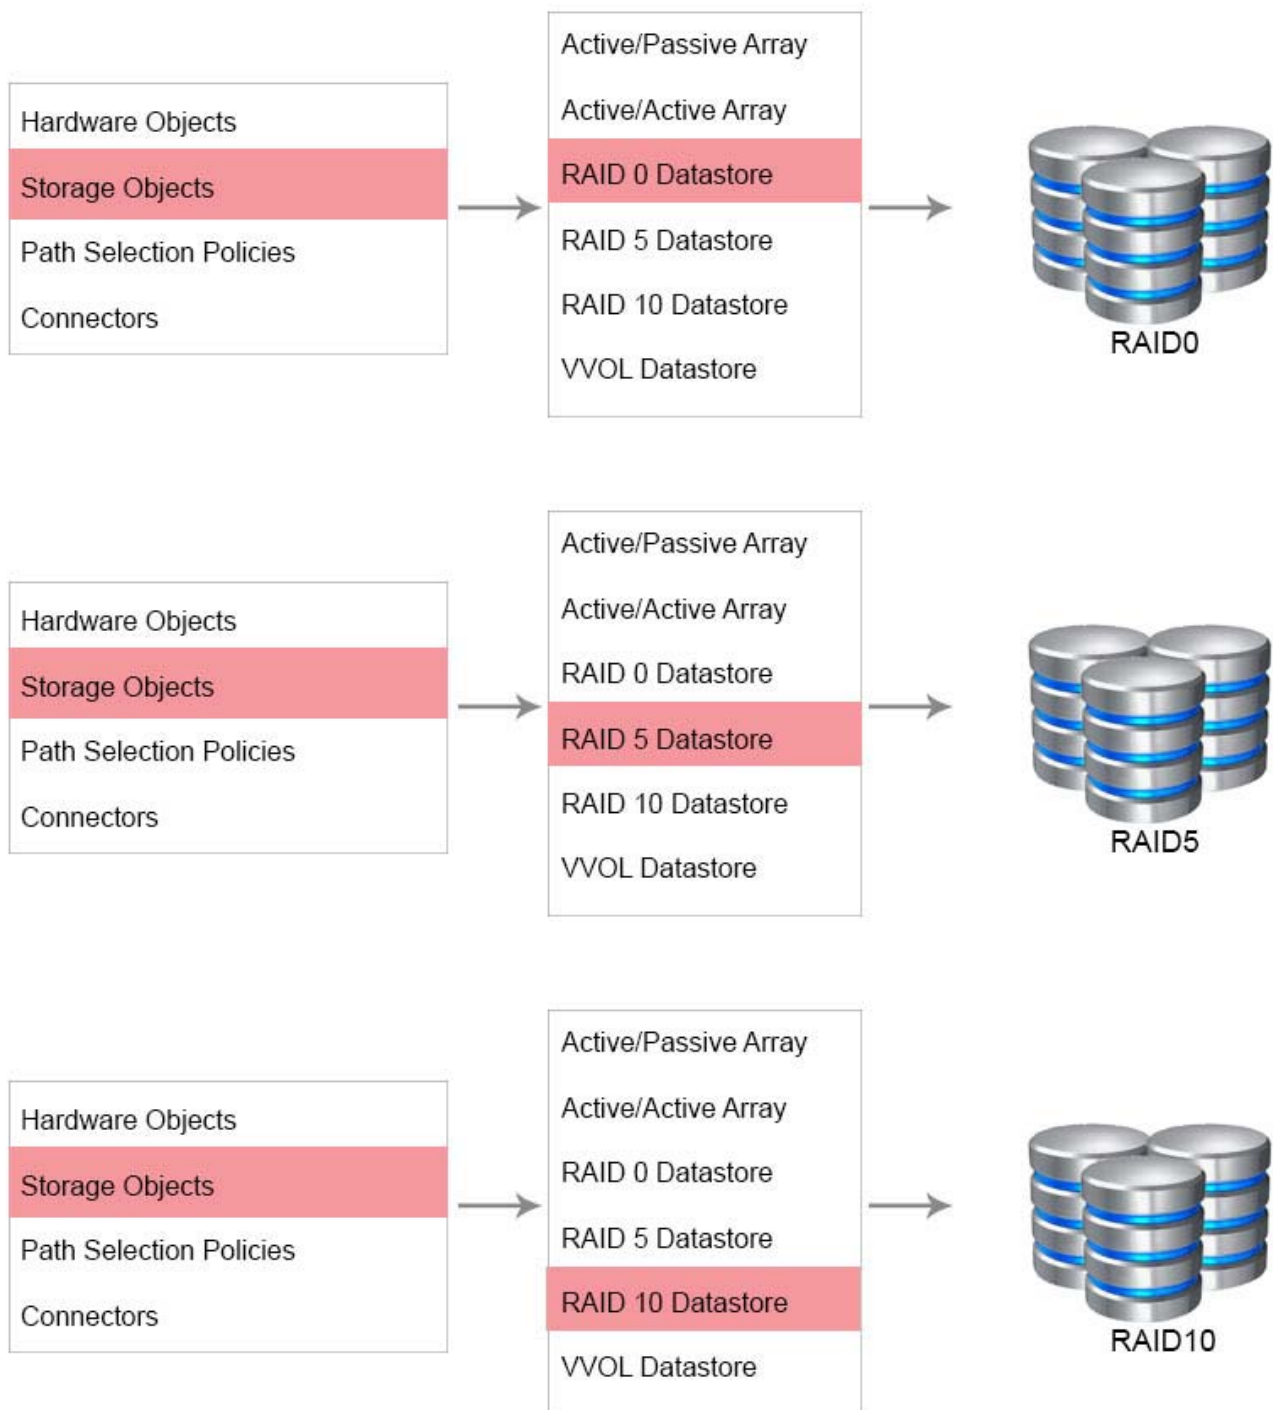 Hardware Objects
Storage Objects
Path Selection Policies
Connectors
Active/Passive Array
Active/Active Array
RAID 0 Datastore
RAID 5 Datastore
RAID 10 Datastore
VVOL Datastore
RAID0
Hardware Objects
Storage Objects
Path Selection Policies
Connectors
Active/Passive Array
Active/Active Array
RAID 0 Datastore
RAID 5 Datastore
RAID 10 Datastore
VVOL Datastore
RAID5
Hardware Objects
Storage Objects
Path Selection Policies
Connectors
Active/Passive Array
Active/Active Array
RAID 0 Datastore
RAID 5 Datastore
RAID 10 Datastore
VVOL Datastore
RAID10